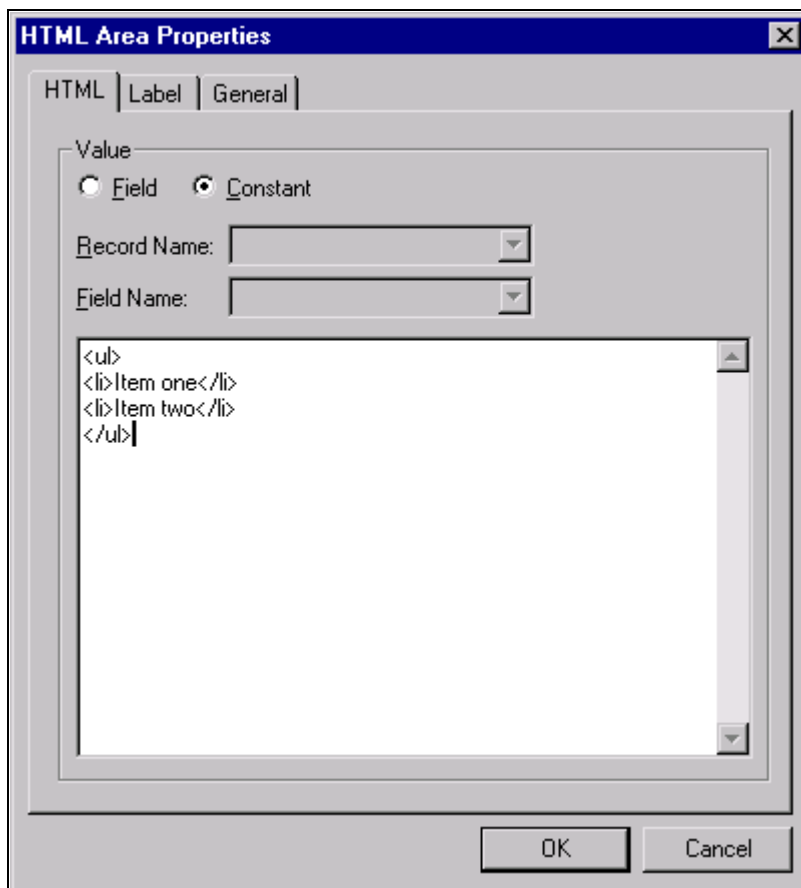 HTML Area Properties
HTML Label General
Value
Field Constant
Record Name:
Field Name:
<ul>
<li>Item one</li>
<li>Item two</li>
</ul>
OK Cancel